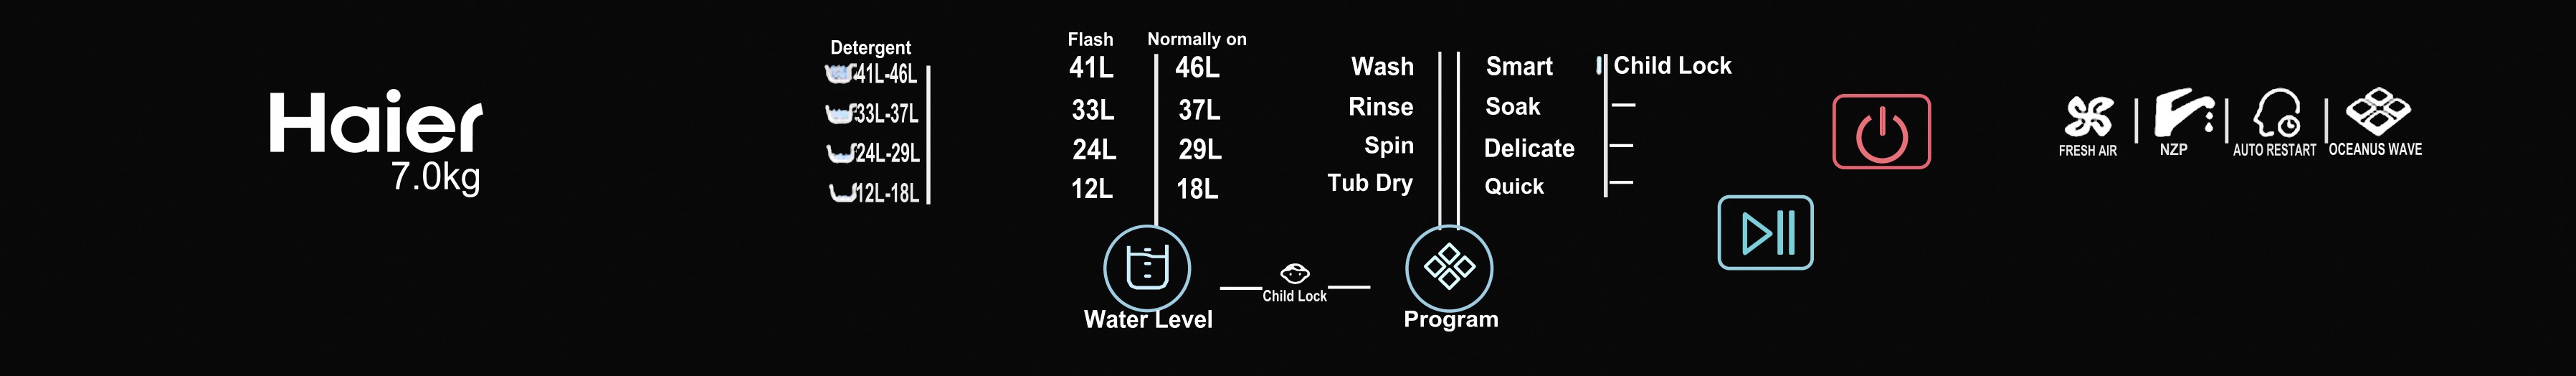 Haier
7.0kg
Detergent
41L-46L
33L-37L
24L-29L
12L-18L
Flash Normally on
41L 46L
33L 37L
24L 29L
12L 18L
Water Level
Child Lock
Wash Smart Child Lock
Rinse Soak
Spin Delicate
Tub Dry Quick
Program
FRESH AIR NZP AUTO RESTART OCEANUS WAVE